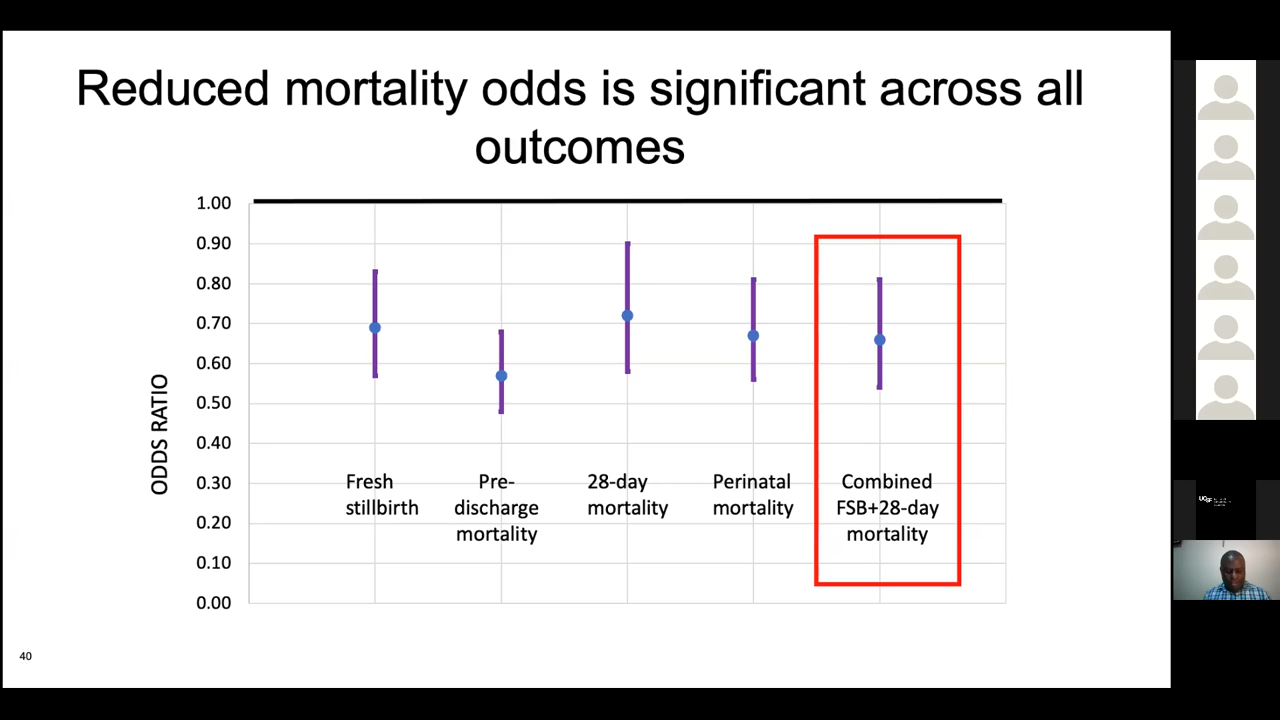 Reduced mortality odds is significant across all
outcomes
1.00
0.90
0.80
0.70
0.60
0.50
0.40
0.30
0.20
0.10
0.00
ODDS RATIO
Fresh
stillbirth
Pre-
discharge
mortality
28-day
mortality
Perinatal
mortality
Combined
FSB+28-day
mortality
40
UCSF